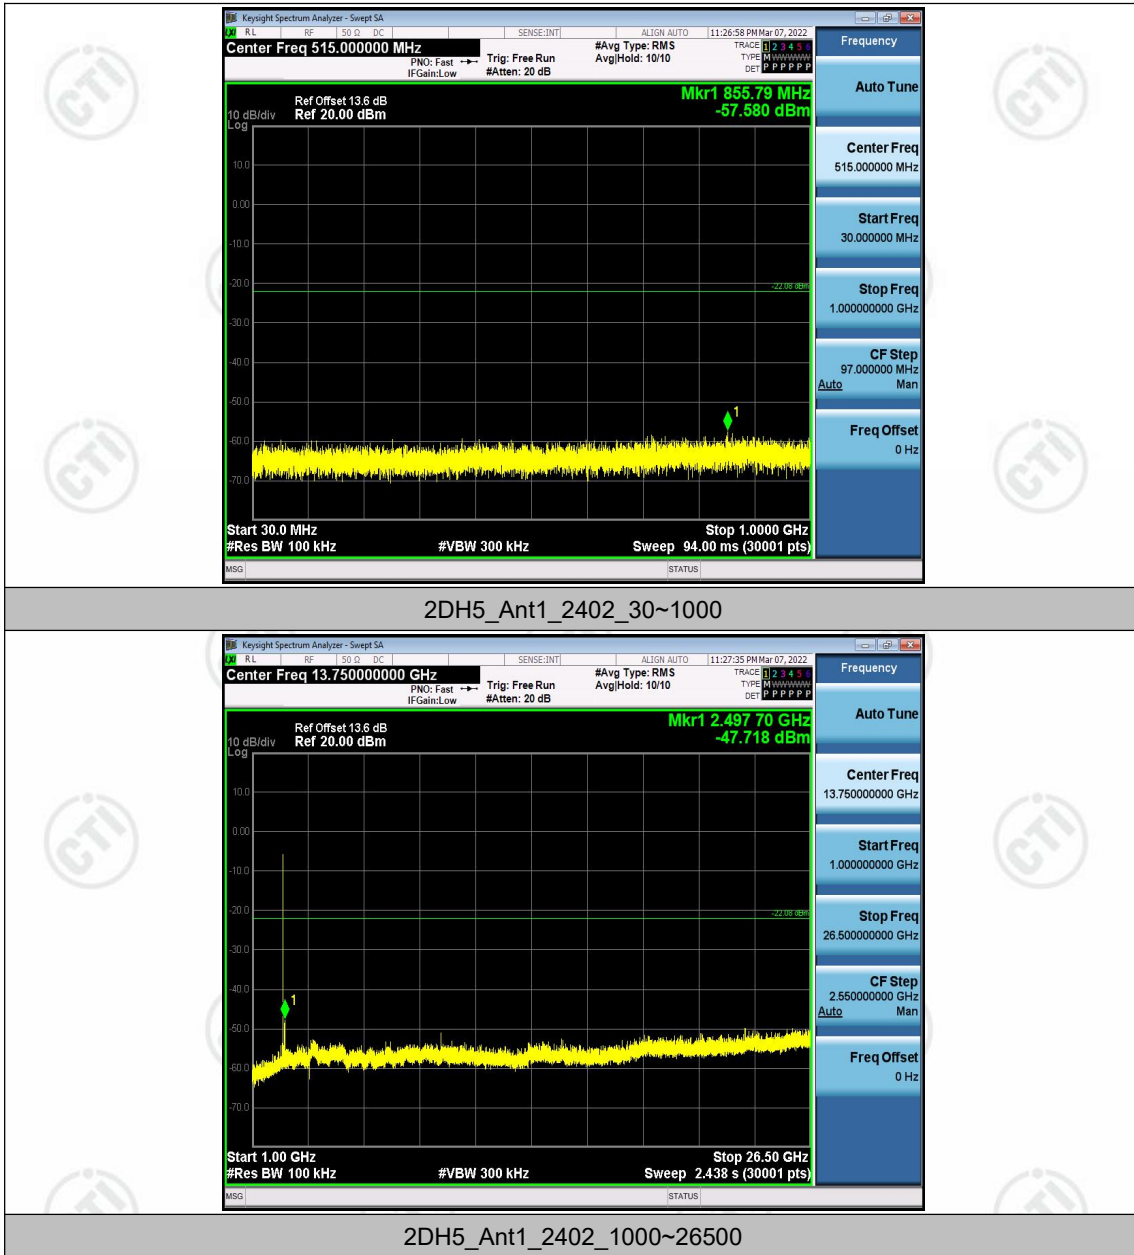 Keysight Spectrum Analyzer - Swept SA
LXI RL RF 50 Ω DC SENSE:INT ALIGN AUTO 11:26:58 PM Mar 07, 2022
Center Freq 515.000000 MHz
#Avg Type: RMS
TRACE 1 2 3 4 5 6
PNO: Fast Trig: Free Run Avg|Hold: 10/10
TYPE M W W W W W
IFGain:Low #Atten: 20 dB
DET P P P P P P
Mkr1 855.79 MHz
-57.580 dBm
Ref Offset 13.6 dB
10 dB/div Ref 20.00 dBm
Log
10.0
0.00
-10.0
-20.0
-22.08 dBm
-30.0
-40.0
-50.0
1
-60.0
-70.0
Start 30.0 MHz Stop 1.0000 GHz
#Res BW 100 kHz #VBW 300 kHz Sweep 94.00 ms (30001 pts)
MSG STATUS
Frequency
Auto Tune
Center Freq
515.000000 MHz
Start Freq
30.000000 MHz
Stop Freq
1.000000000 GHz
CF Step
97.000000 MHz
Auto Man
Freq Offset
0 Hz
2DH5_Ant1_2402_30~1000
Keysight Spectrum Analyzer - Swept SA
LXI RL RF 50 Ω DC SENSE:INT ALIGN AUTO 11:27:35 PM Mar 07, 2022
Center Freq 13.750000000 GHz
#Avg Type: RMS
TRACE 1 2 3 4 5 6
PNO: Fast Trig: Free Run Avg|Hold: 10/10
TYPE M W W W W W
IFGain:Low #Atten: 20 dB
DET P P P P P P
Mkr1 2.497 70 GHz
-47.718 dBm
Ref Offset 13.6 dB
10 dB/div Ref 20.00 dBm
Log
10.0
0.00
-10.0
-20.0
-22.08 dBm
-30.0
-40.0
1
-50.0
-60.0
-70.0
Start 1.00 GHz Stop 26.50 GHz
#Res BW 100 kHz #VBW 300 kHz Sweep 2.438 s (30001 pts)
MSG STATUS
Frequency
Auto Tune
Center Freq
13.750000000 GHz
Start Freq
1.000000000 GHz
Stop Freq
26.500000000 GHz
CF Step
2.550000000 GHz
Auto Man
Freq Offset
0 Hz
2DH5_Ant1_2402_1000~26500
CTI
CTI
CTI
CTI
CTI
CTI